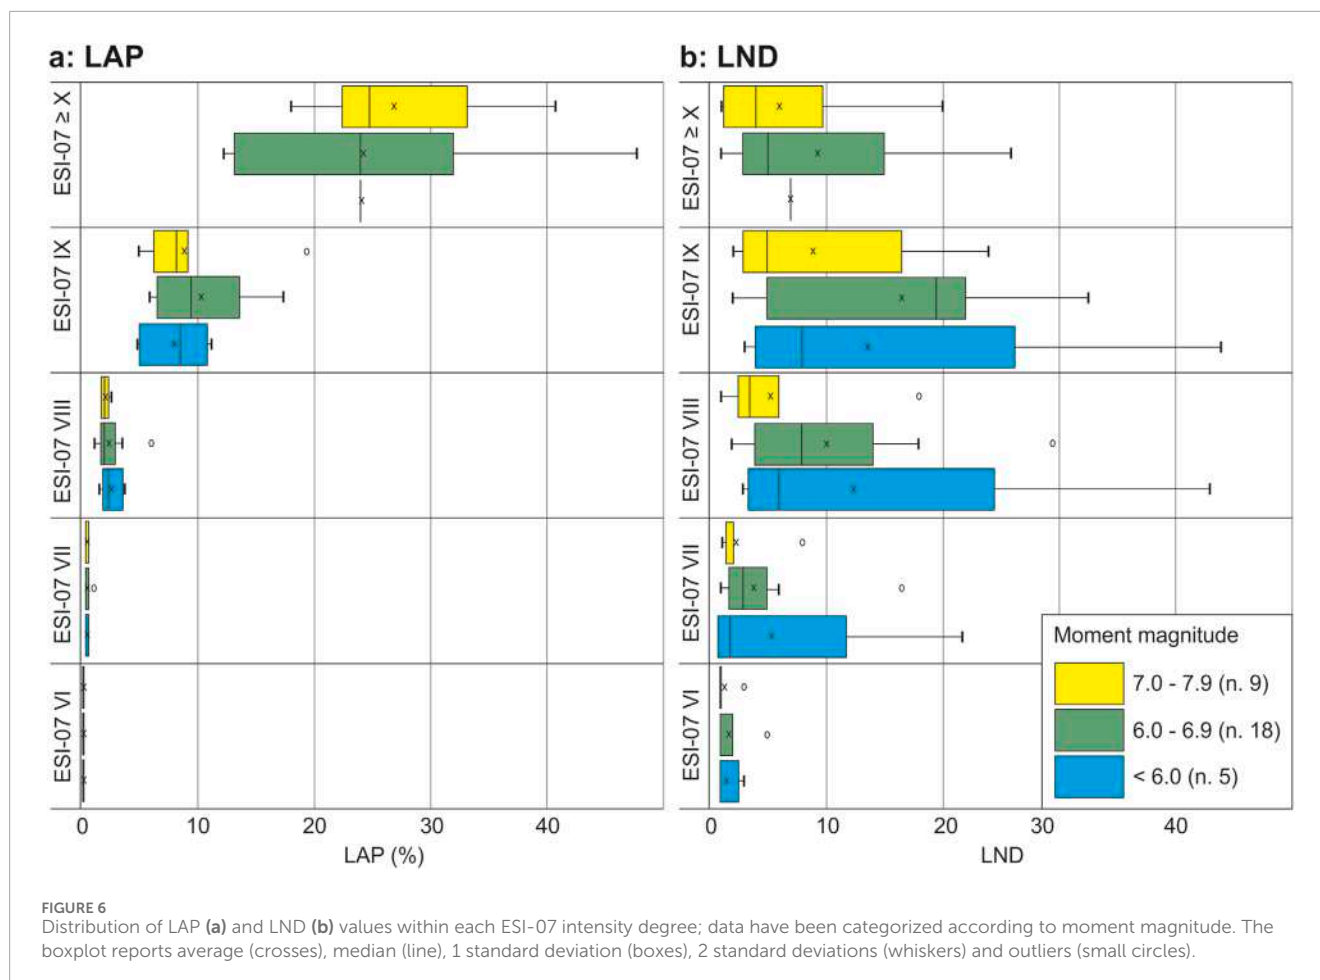 a: LAP
b: LND
ESI-07 ≥ X
ESI-07 IX
ESI-07 VIII
ESI-07 VII
ESI-07 VI
0 10 20 30 40
LAP (%)
ESI-07 ≥ X
ESI-07 IX
ESI-07 VIII
ESI-07 VII
ESI-07 VI
0 10 20 30 40
LND
Moment magnitude
7.0 - 7.9 (n. 9)
6.0 - 6.9 (n. 18)
< 6.0 (n. 5)
FIGURE 6
Distribution of LAP (a) and LND (b) values within each ESI-07 intensity degree; data have been categorized according to moment magnitude. The
boxplot reports average (crosses), median (line), 1 standard deviation (boxes), 2 standard deviations (whiskers) and outliers (small circles).